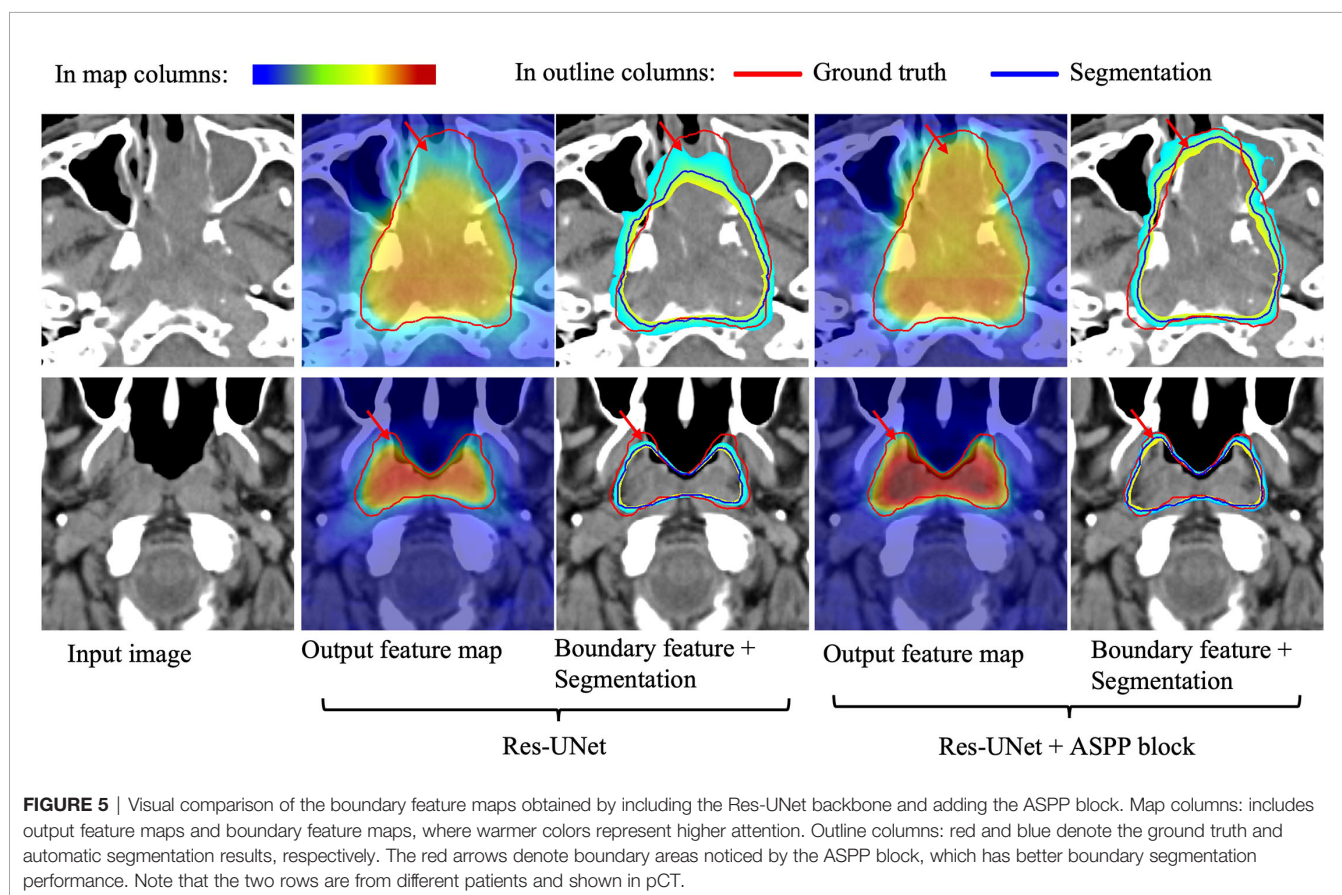 In map columns:
In outline columns: Ground truth Segmentation
Input image
Output feature map
Boundary feature +
Segmentation
Output feature map
Boundary feature +
Segmentation
Res-UNet
Res-UNet + ASPP block
FIGURE 5 | Visual comparison of the boundary feature maps obtained by including the Res-UNet backbone and adding the ASPP block. Map columns: includes
output feature maps and boundary feature maps, where warmer colors represent higher attention. Outline columns: red and blue denote the ground truth and
automatic segmentation results, respectively. The red arrows denote boundary areas noticed by the ASPP block, which has better boundary segmentation
performance. Note that the two rows are from different patients and shown in pCT.